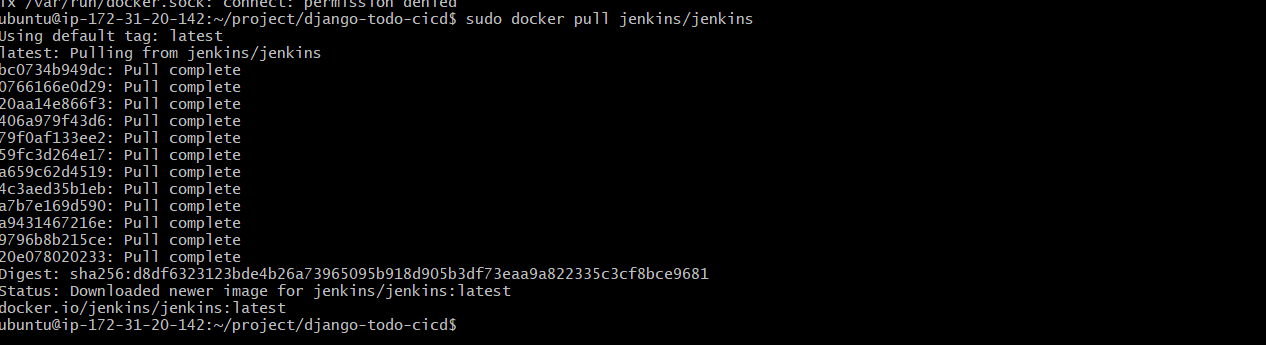 ix /var/run/docker.sock: connect: permission denied
ubuntu@ip-172-31-20-142:~/project/django-todo-cicd$ sudo docker pull jenkins/jenkins
Using default tag: latest
latest: Pulling from jenkins/jenkins
bc0734b949dc: Pull complete
0766166e0d29: Pull complete
20aa14e866f3: Pull complete
406a979f43d6: Pull complete
79f0af133ee2: Pull complete
59fc3d264e17: Pull complete
a659c62d4519: Pull complete
4c3aed35b1eb: Pull complete
a7b7e169d590: Pull complete
a9431467216e: Pull complete
9796b8b215ce: Pull complete
20e078020233: Pull complete
Digest: sha256:d8df6323123bde4b26a73965095b918d905b3df73eaa9a822335c3cf8bce9681
Status: Downloaded newer image for jenkins/jenkins:latest
docker.io/jenkins/jenkins:latest
ubuntu@ip-172-31-20-142:~/project/django-todo-cicd$